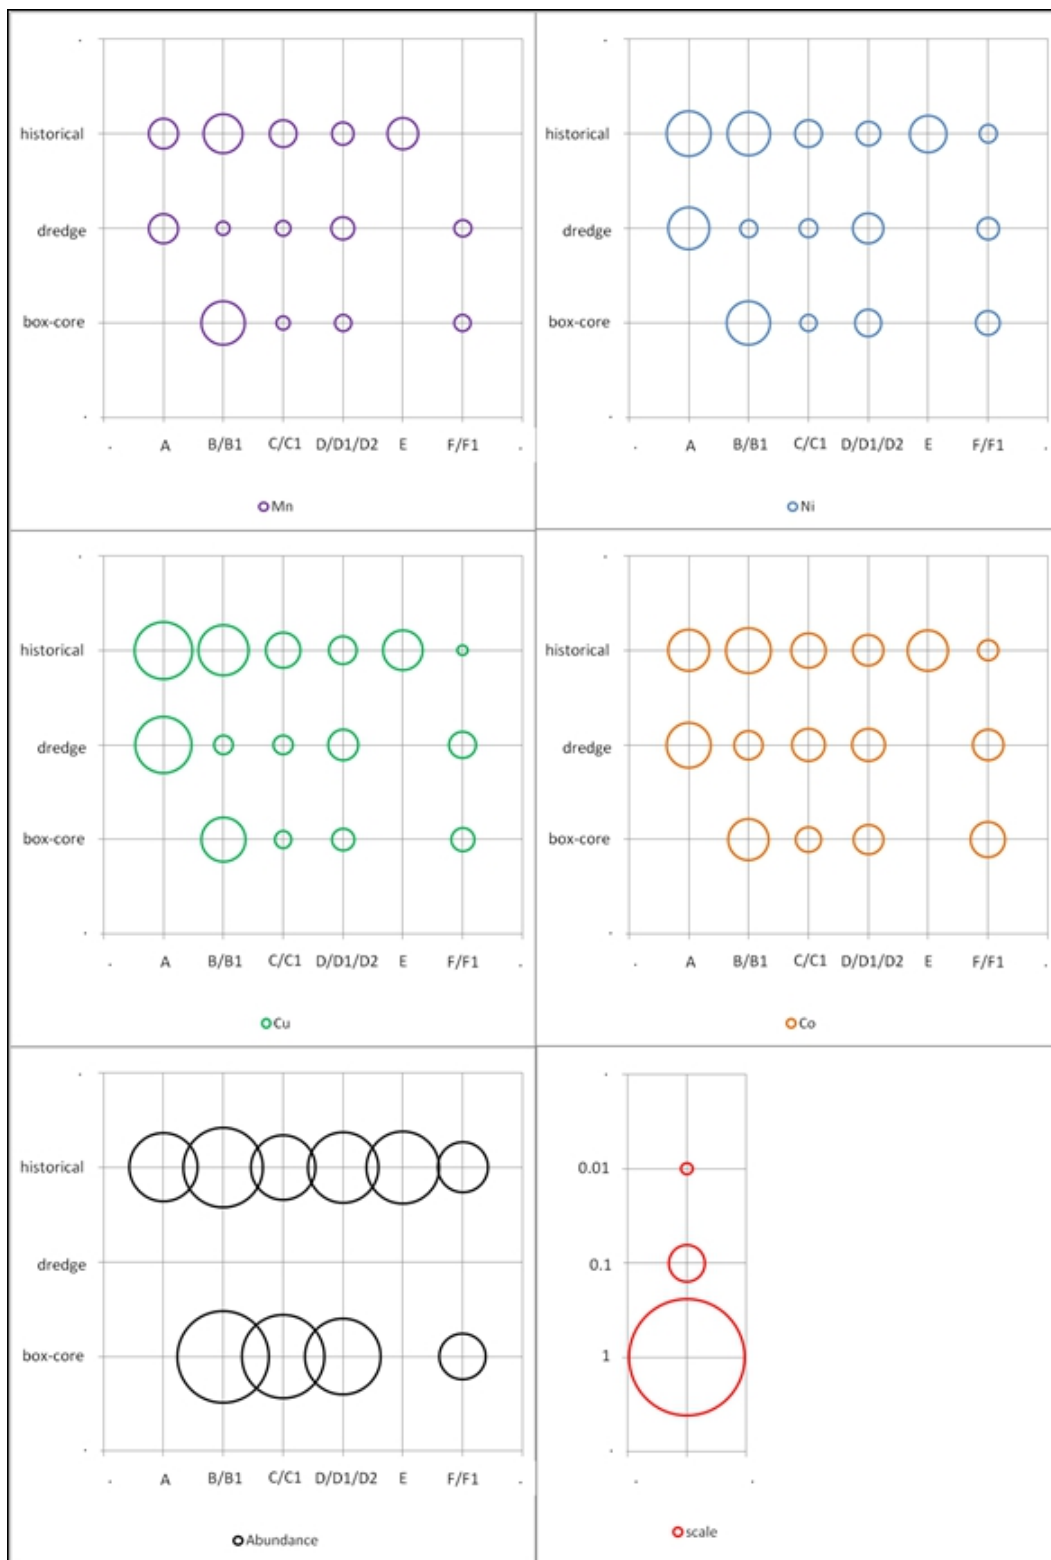 historical
dredge
box-core
A B/B1 C/C1 D/D1/D2 E F/F1
Mn
historical
dredge
box-core
A B/B1 C/C1 D/D1/D2 E F/F1
Ni
historical
dredge
box-core
A B/B1 C/C1 D/D1/D2 E F/F1
Cu
historical
dredge
box-core
A B/B1 C/C1 D/D1/D2 E F/F1
Co
historical
dredge
box-core
A B/B1 C/C1 D/D1/D2 E F/F1
Abundance
0.01
0.1
1
scale